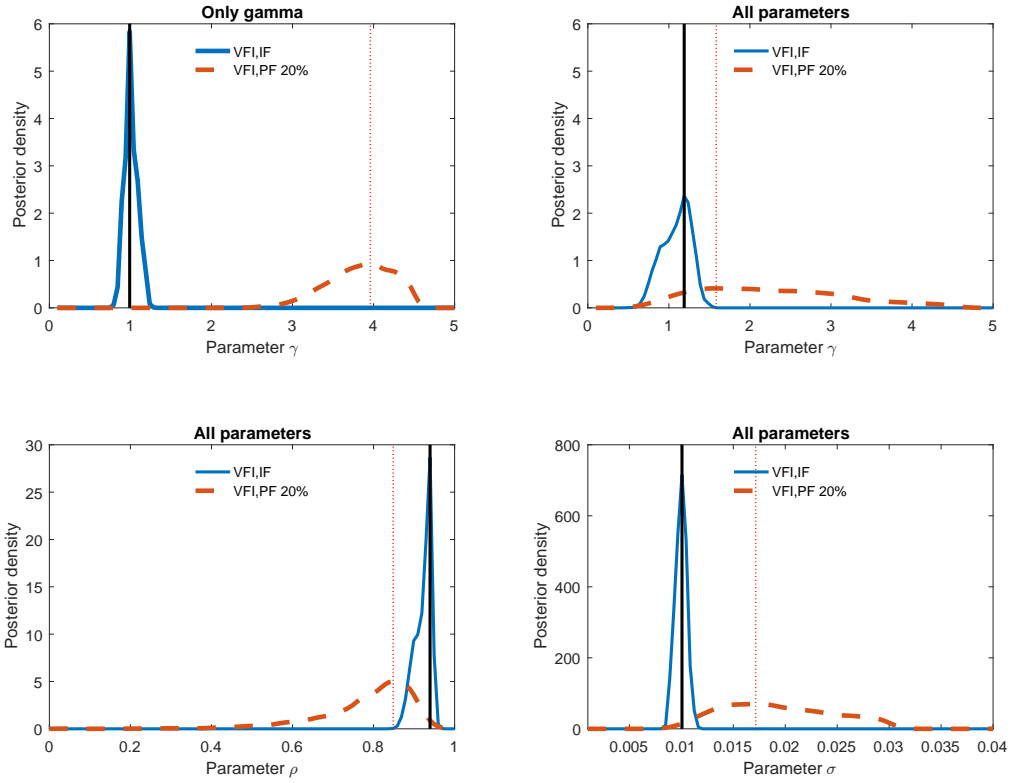 Only gamma
6
5
4
3
2
1
0
Posterior density
VFI,IF
VFI,PF 20%
0 1 2 3 4 5
Parameter γ
All parameters
6
5
4
3
2
1
0
Posterior density
VFI,IF
VFI,PF 20%
0 1 2 3 4 5
Parameter γ
All parameters
30
25
20
15
10
5
0
Posterior density
VFI,IF
VFI,PF 20%
0 0.2 0.4 0.6 0.8 1
Parameter ρ
All parameters
800
600
400
200
0
Posterior density
VFI,IF
VFI,PF 20%
0.005 0.01 0.015 0.02 0.025 0.03 0.035 0.04
Parameter σ